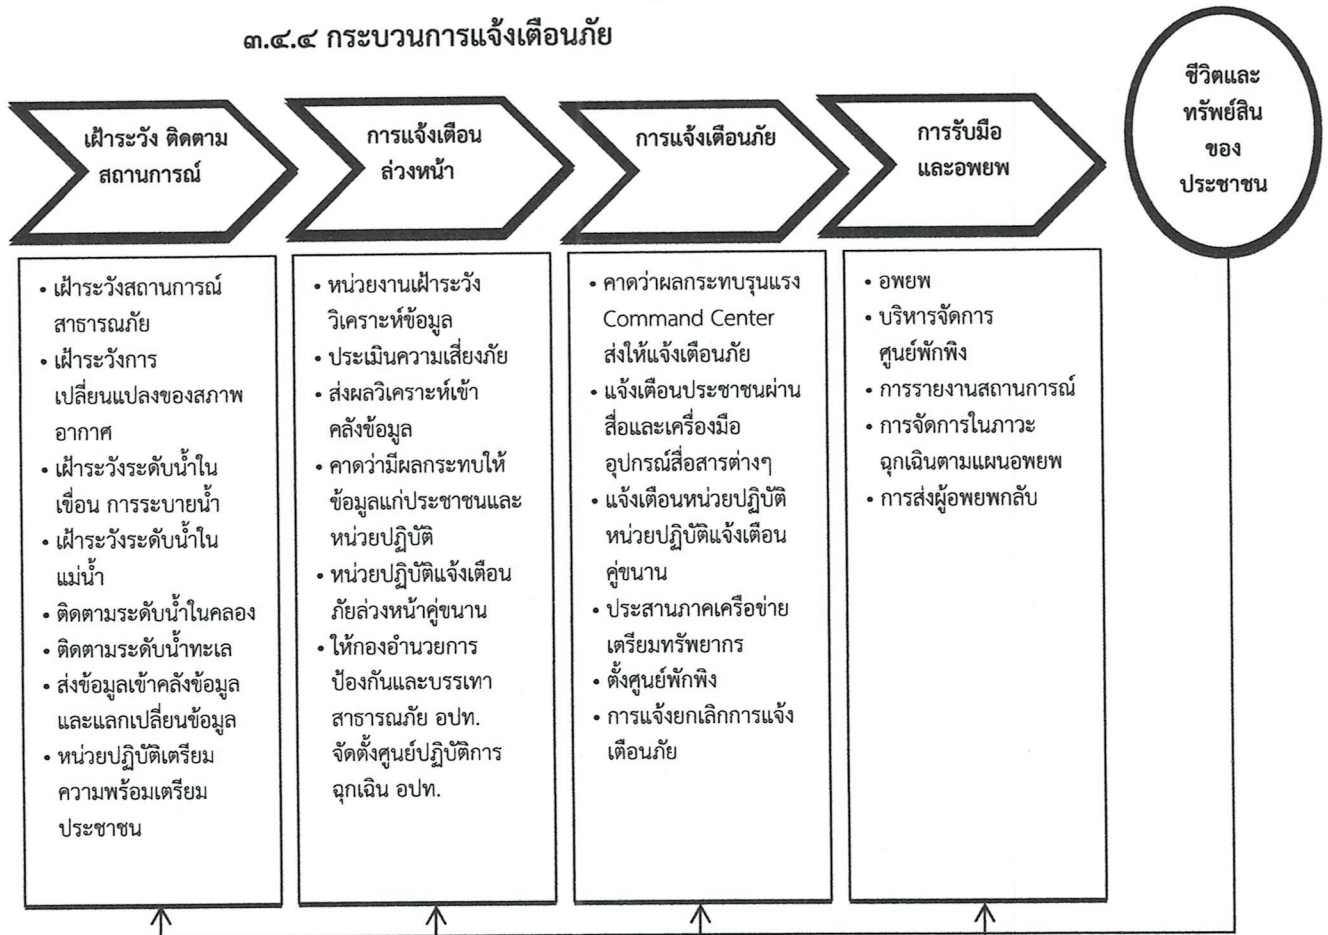 ๓.๔.๔ กระบวนการแจ้งเตือนภัย
เฝ้าระวัง ติดตาม
สถานการณ์
การแจ้งเตือน
ล่วงหน้า
การแจ้งเตือนภัย
การรับมือ
และอพยพ
ชีวิตและ
ทรัพย์สิน
ของ
ประชาชน
• เฝ้าระวังสถานการณ์
สาธารณภัย
• เฝ้าระวังการ
เปลี่ยนแปลงของสภาพ
อากาศ
• เฝ้าระวังระดับน้ำใน
เขื่อน การระบายน้ำ
• เฝ้าระวังระดับน้ำใน
แม่น้ำ
• ติดตามระดับน้ำในคลอง
• ติดตามระดับน้ำทะเล
• ส่งข้อมูลเข้าคลังข้อมูล
และแลกเปลี่ยนข้อมูล
• หน่วยปฏิบัติเตรียม
ความพร้อมเตรียม
ประชาชน
• หน่วยงานเฝ้าระวัง
วิเคราะห์ข้อมูล
• ประเมินความเสี่ยงภัย
• ส่งผลวิเคราะห์เข้า
คลังข้อมูล
• คาดว่ามีผลกระทบให้
ข้อมูลแก่ประชาชนและ
หน่วยปฏิบัติ
• หน่วยปฏิบัติแจ้งเตือน
ภัยล่วงหน้าคู่ขนาน
• ให้กองอำนวยการ
ป้องกันและบรรเทา
สาธารณภัย อปท.
จัดตั้งศูนย์ปฏิบัติการ
ฉุกเฉิน อปท.
• คาดว่าผลกระทบรุนแรง
Command Center
ส่งให้แจ้งเตือนภัย
• แจ้งเตือนประชาชนผ่าน
สื่อและเครื่องมือ
อุปกรณ์สื่อสารต่างๆ
• แจ้งเตือนหน่วยปฏิบัติ
หน่วยปฏิบัติแจ้งเตือน
คู่ขนาน
• ประสานภาคเครือข่าย
เตรียมทรัพยากร
• ตั้งศูนย์พักพิง
• การแจ้งยกเลิกการแจ้ง
เตือนภัย
• อพยพ
• บริหารจัดการ
ศูนย์พักพิง
• การรายงานสถานการณ์
• การจัดการในภาวะ
ฉุกเฉินตามแผนอพยพ
• การส่งผู้อพยพกลับ